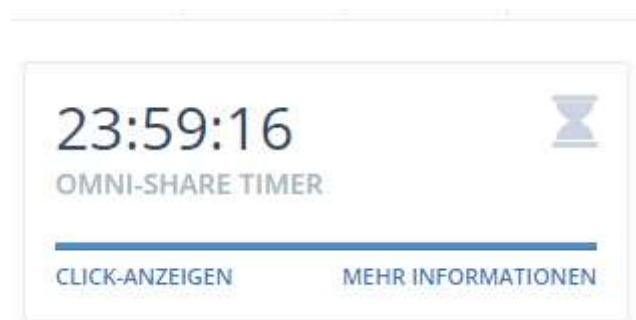 23:59:16
OMNI-SHARE TIMER
CLICK-ANZEIGEN MEHR INFORMATIONEN